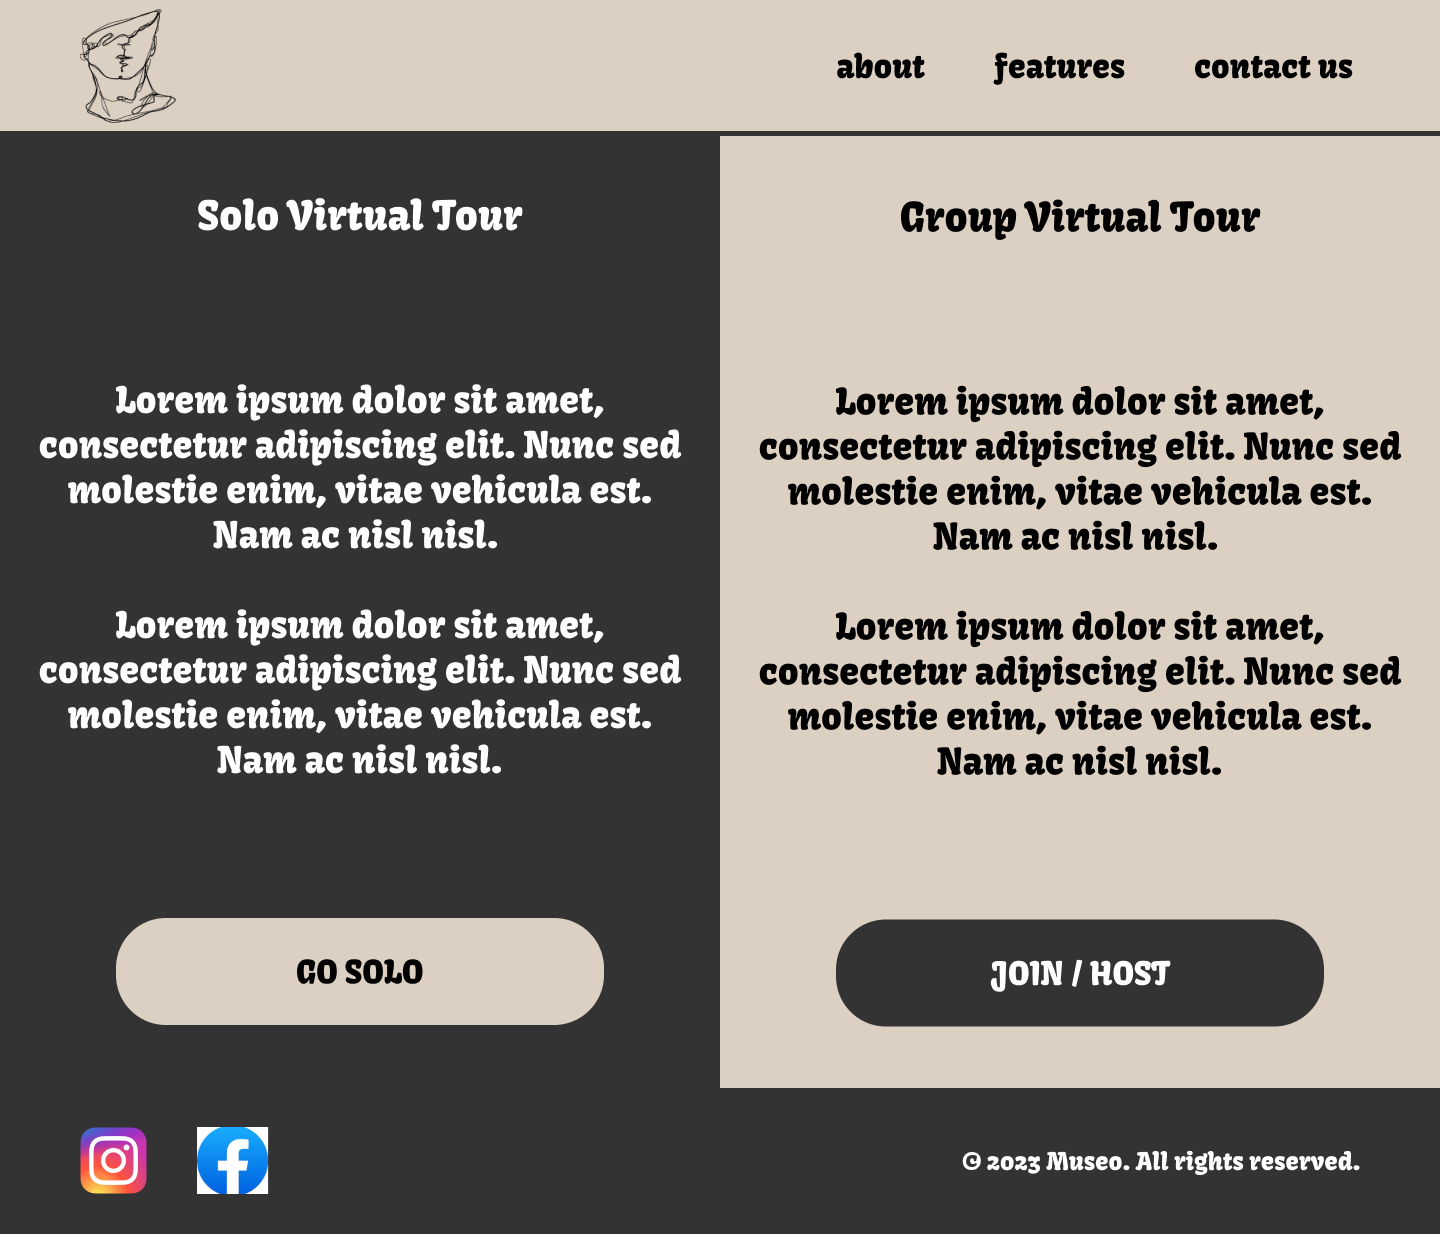 about features contact us
Solo Virtual Tour
Lorem ipsum dolor sit amet,
consectetur adipiscing elit. Nunc sed
molestie enim, vitae vehicula est.
Nam ac nisl nisl.
Lorem ipsum dolor sit amet,
consectetur adipiscing elit. Nunc sed
molestie enim, vitae vehicula est.
Nam ac nisl nisl.
GO SOLO
Group Virtual Tour
Lorem ipsum dolor sit amet,
consectetur adipiscing elit. Nunc sed
molestie enim, vitae vehicula est.
Nam ac nisl nisl.
Lorem ipsum dolor sit amet,
consectetur adipiscing elit. Nunc sed
molestie enim, vitae vehicula est.
Nam ac nisl nisl.
JOIN / HOST
© 2023 Museo. All rights reserved.